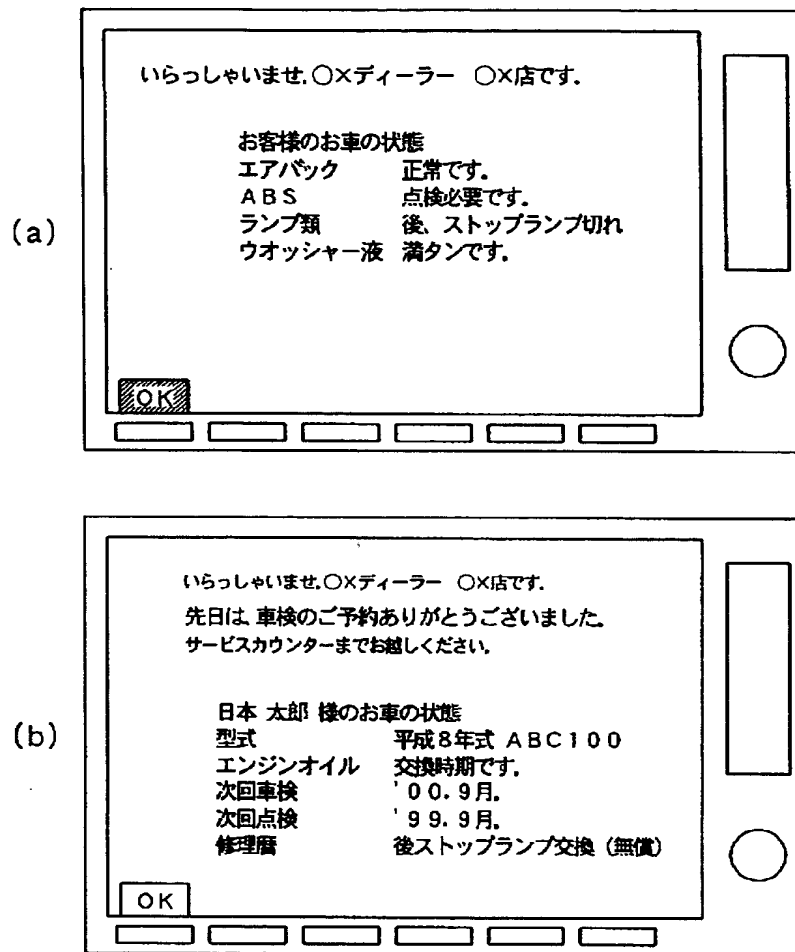 (a)
いらっしゃいませ.○×ディーラー ○×店です.
お客様のお車の状態
エアバック 正常です.
ABS 点検必要です.
ランプ類 後、ストップランプ切れ
ウオッシャー液 満タンです.
OK
(b)
いらっしゃいませ.○×ディーラー ○×店です.
先日は、車検のご予約ありがとうございました.
サービスカウンターまでお越しください.
日本 太郎 様のお車の状態
型式 平成8年式 ABC100
エンジンオイル 交換時期です.
次回車検 '00.9月.
次回点検 '99.9月.
修理暦 後ストップランプ交換(無償)
OK